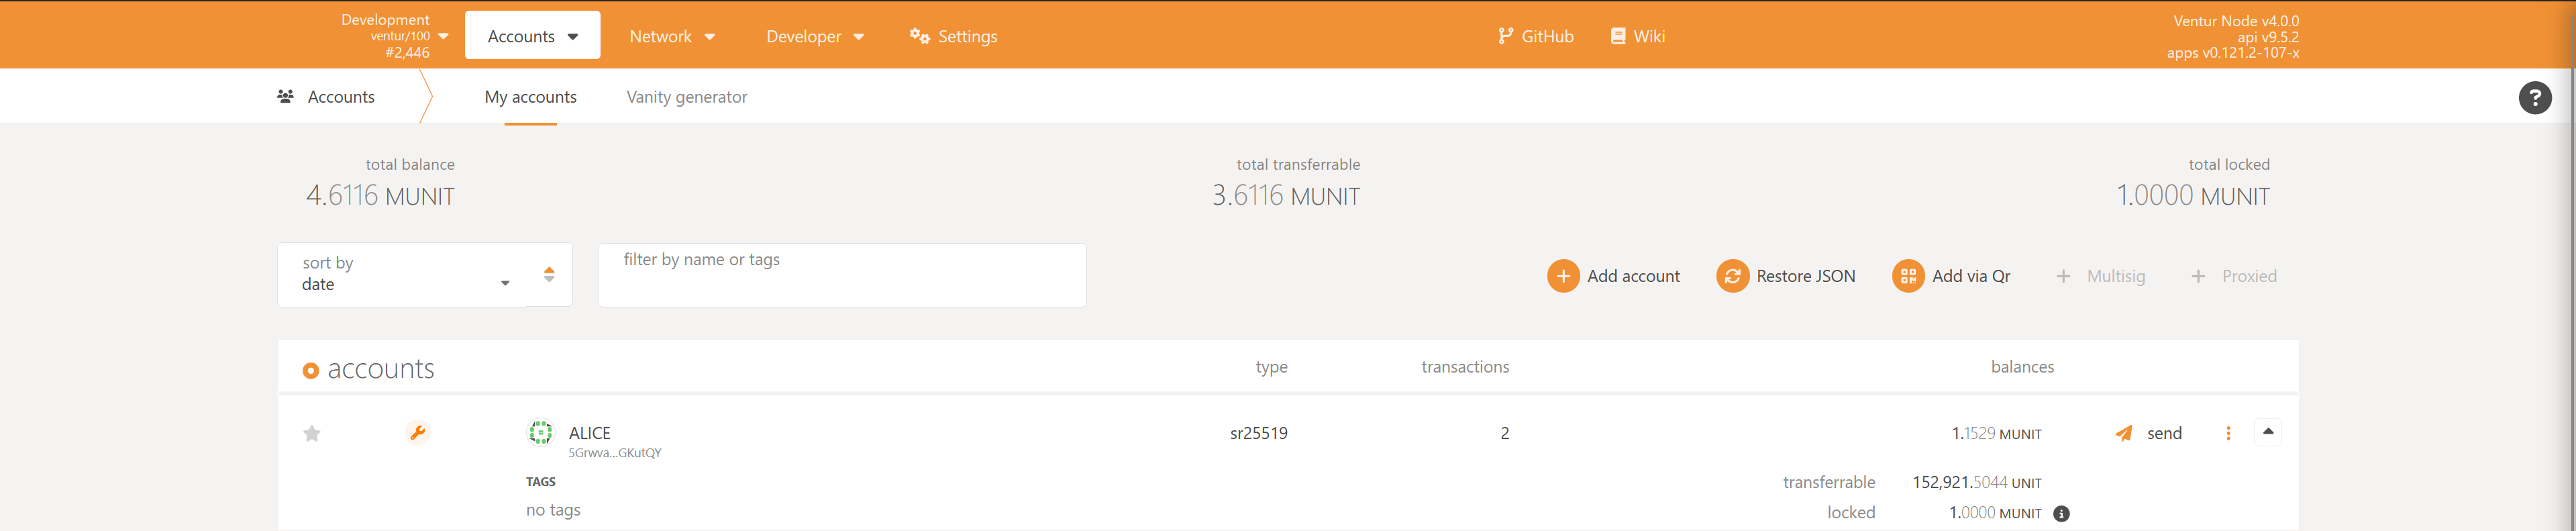 Development
ventur/100
#2,446
Accounts
Network
Developer
Settings
GitHub
Wiki
Ventur Node v4.0.0
api v9.5.2
apps v0.121.2-107-x
Accounts
My accounts
Vanity generator
?
total balance
4.6116 MUNIT
total transferrable
3.6116 MUNIT
total locked
1.0000 MUNIT
sort by
date
filter by name or tags
Add account
Restore JSON
Add via Qr
+ Multisig
+ Proxied
accounts type transactions balances
ALICE sr25519 2 1.1529 MUNIT send
5Grwva...GKutQY
TAGS
no tags
transferrable 152,921.5044 UNIT
locked 1.0000 MUNIT